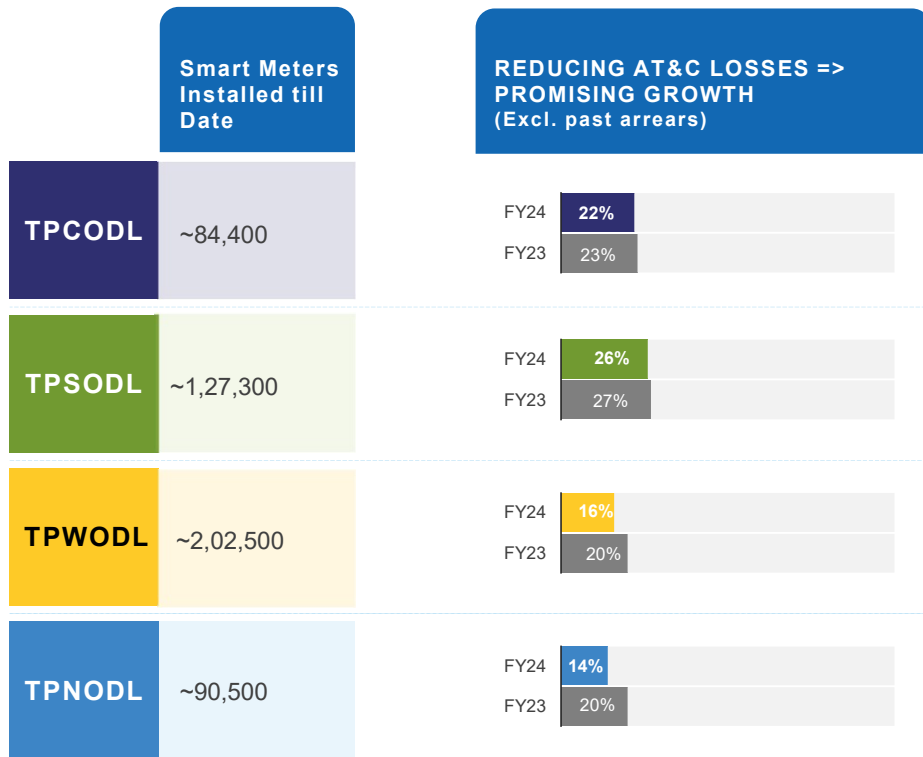 Smart Meters
Installed till
Date
REDUCING AT&C LOSSES =>
PROMISING GROWTH
(Excl. past arrears)
TPCODL
~84,400
FY24
22%
FY23
23%
TPSODL
~1,27,300
FY24
26%
FY23
27%
TPWODL
~2,02,500
FY24
16%
FY23
20%
TPNODL
~90,500
FY24
14%
FY23
20%